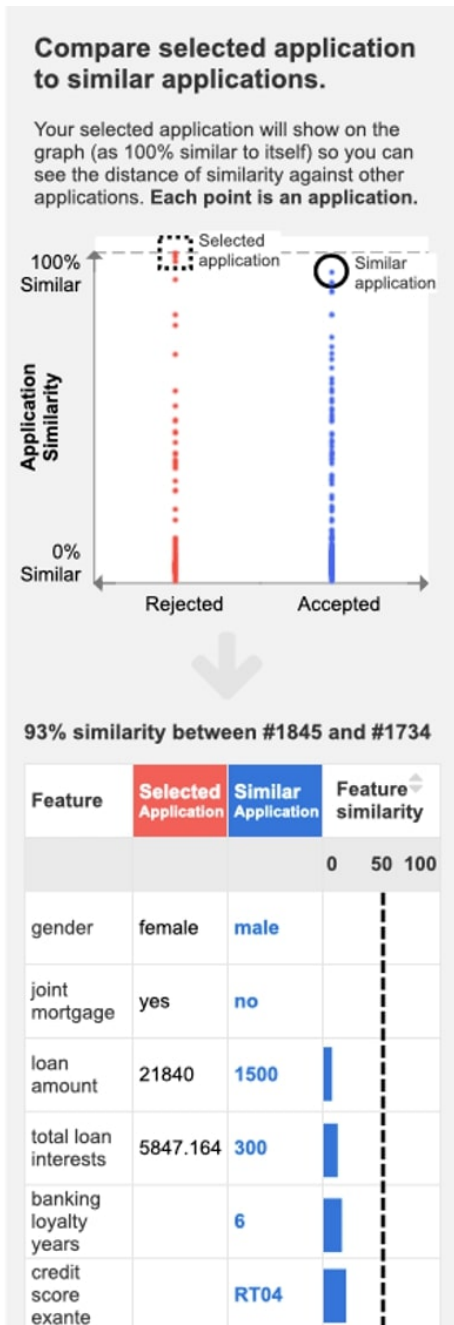 Compare selected application
to similar applications.
Your selected application will show on the
graph (as 100% similar to itself) so you can
see the distance of similarity against other
applications. Each point is an application.
Selected
application
Similar
application
100%
Similar
Application
Similarity
0%
Similar
Rejected
Accepted
93% similarity between #1845 and #1734
Feature
Selected
Application
Similar
Application
Feature
similarity
0 50 100
gender female male
joint
mortgage
yes no
loan
amount
21840 1500
total loan
interests
5847.164 300
banking
loyalty
years
6
credit
score
exante
RT04